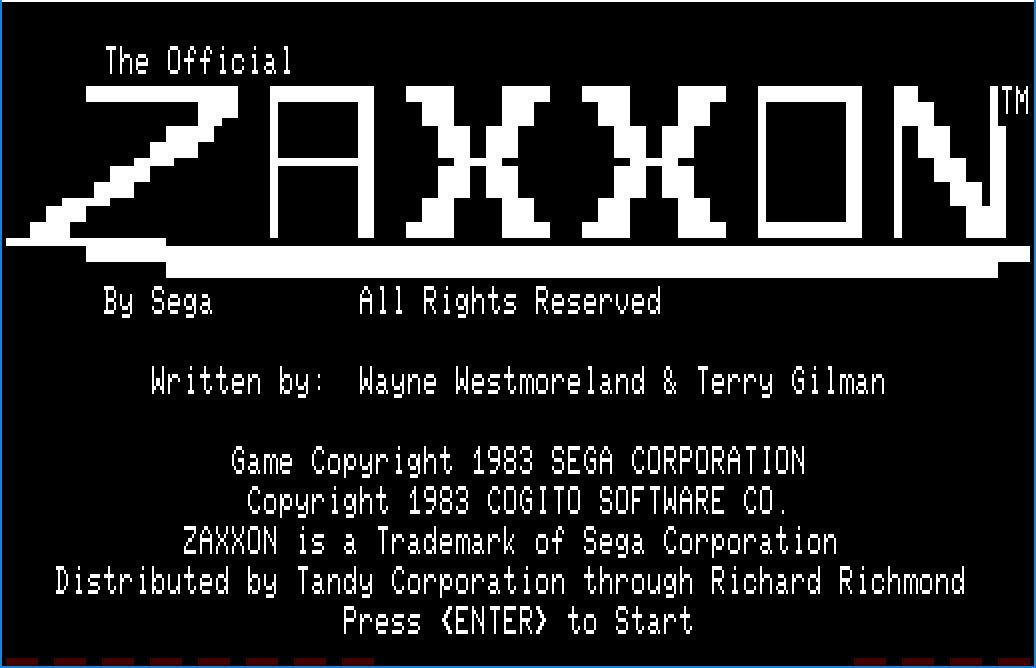 The Official
ZAXXON™
By Sega All Rights Reserved
Written by: Wayne Westmoreland & Terry Gilman
Game Copyright 1983 SEGA CORPORATION
Copyright 1983 COGITO SOFTWARE CO.
ZAXXON is a Trademark of Sega Corporation
Distributed by Tandy Corporation through Richard Richmond
Press <ENTER> to Start